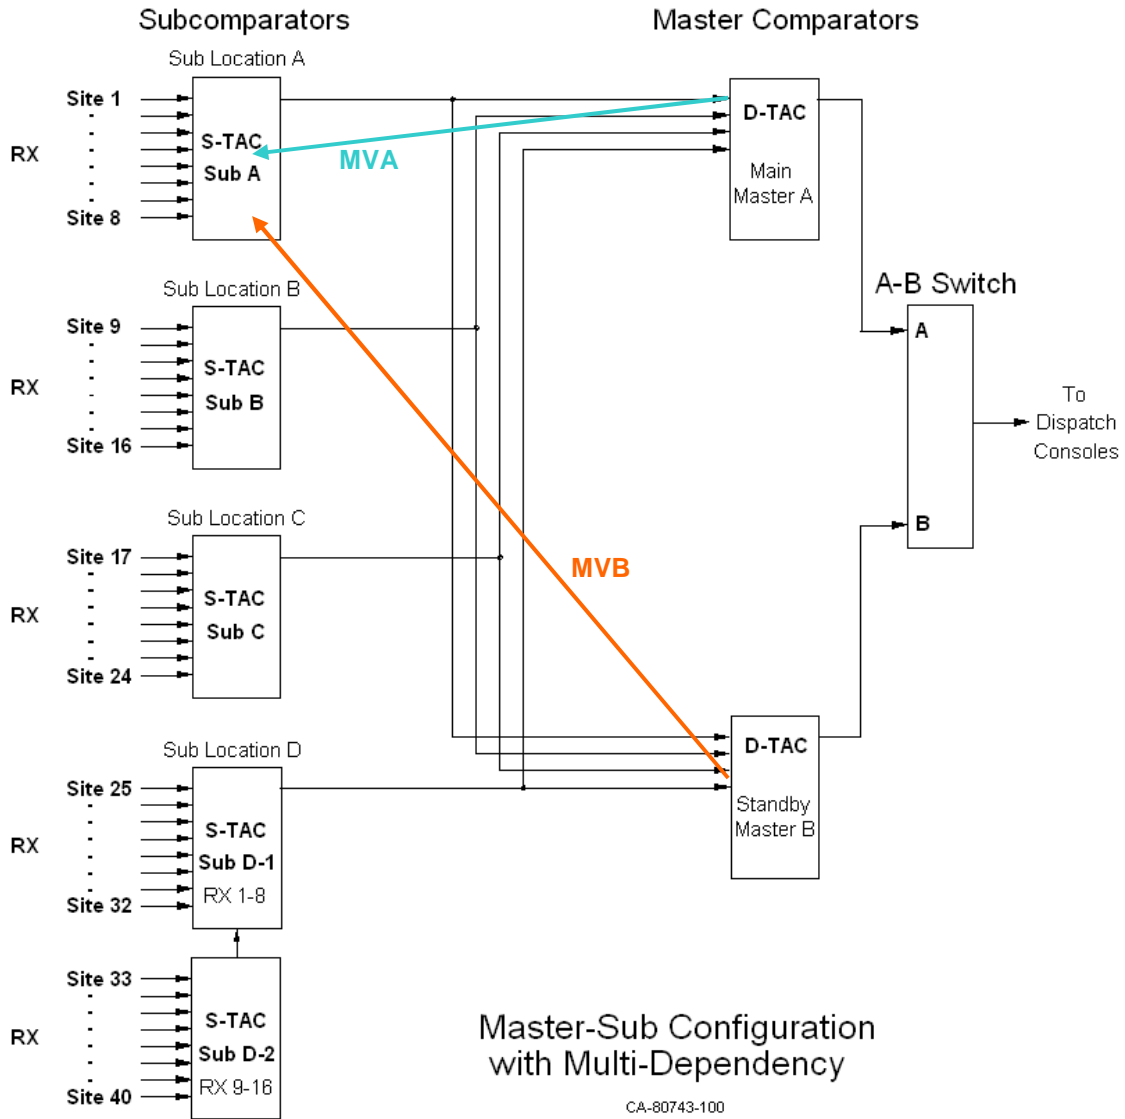 Subcomparators
Master Comparators
Sub Location A
Site 1
RX
Site 8
S-TAC
Sub A
MVA
D-TAC
Main
Master A
A-B Switch
A
B
To
Dispatch
Consoles
Sub Location B
Site 9
RX
Site 16
S-TAC
Sub B
Sub Location C
Site 17
RX
Site 24
S-TAC
Sub C
MVB
D-TAC
Standby
Master B
Sub Location D
Site 25
RX
Site 32
S-TAC
Sub D-1
RX 1-8
Site 33
RX
Site 40
S-TAC
Sub D-2
RX 9-16
Master-Sub Configuration
with Multi-Dependency
CA-80743-100